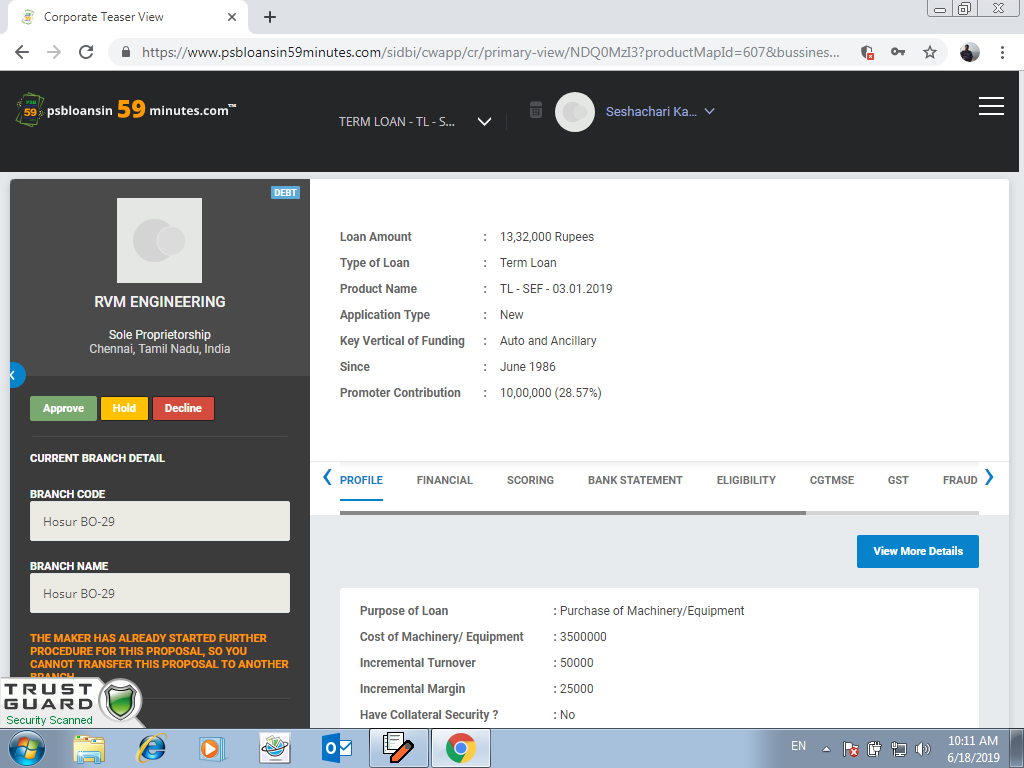 Corporate Teaser View
https://www.psbloansin59minutes.com/sidbi/cwapp/cr/primary-view/NDQ0MzI3?productMapId=607&bussines...
psbloansin 59 minutes.com™
TERM LOAN - TL - S...
Seshachari Ka...
DEBT
RVM ENGINEERING
Sole Proprietorship
Chennai, Tamil Nadu, India
Approve Hold Decline
CURRENT BRANCH DETAIL
BRANCH CODE
Hosur BO-29
BRANCH NAME
Hosur BO-29
THE MAKER HAS ALREADY STARTED FURTHER
PROCEDURE FOR THIS PROPOSAL, SO YOU
CANNOT TRANSFER THIS PROPOSAL TO ANOTHER
BRANCH
TRUST
GUARD
Security Scanned
Loan Amount : 13,32,000 Rupees
Type of Loan : Term Loan
Product Name : TL - SEF - 03.01.2019
Application Type : New
Key Vertical of Funding : Auto and Ancillary
Since : June 1986
Promoter Contribution : 10,00,000 (28.57%)
PROFILE FINANCIAL SCORING BANK STATEMENT ELIGIBILITY CGTMSE GST FRAUD
View More Details
Purpose of Loan : Purchase of Machinery/Equipment
Cost of Machinery/ Equipment : 3500000
Incremental Turnover : 50000
Incremental Margin : 25000
Have Collateral Security ? : No
EN
10:11 AM
6/18/2019